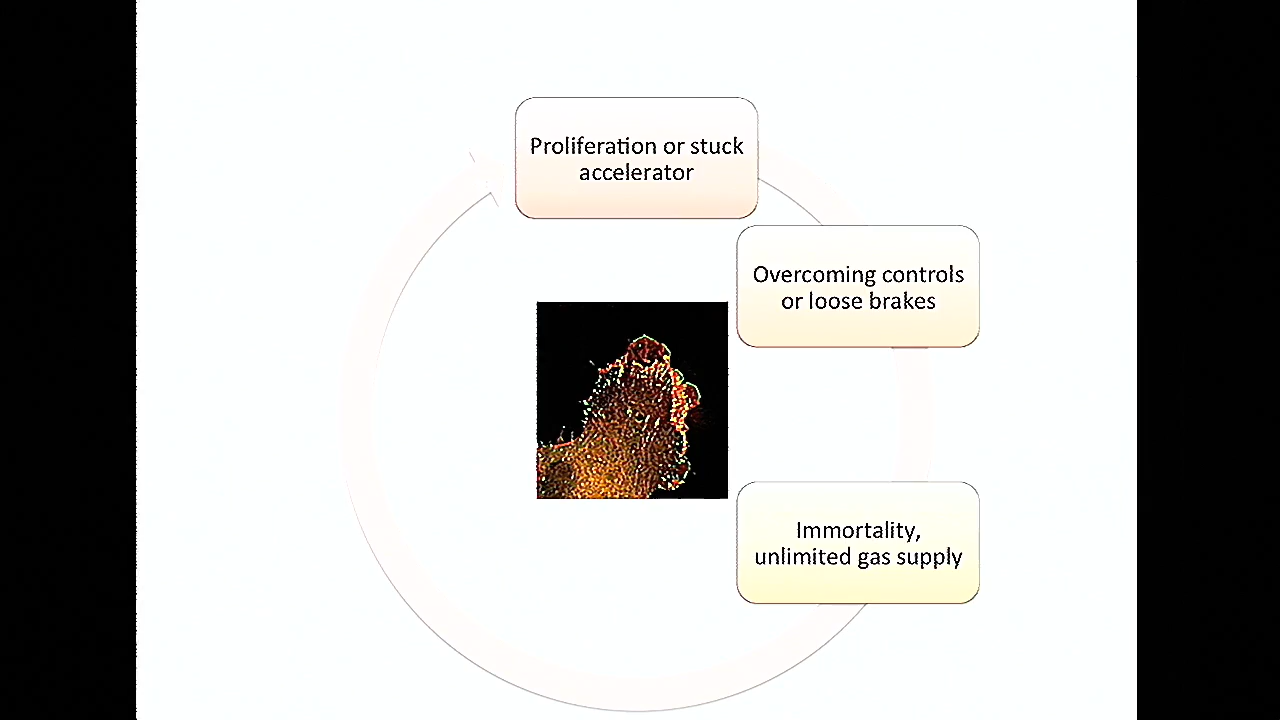 Proliferation or stuck
accelerator
Overcoming controls
or loose brakes
Immortality,
unlimited gas supply